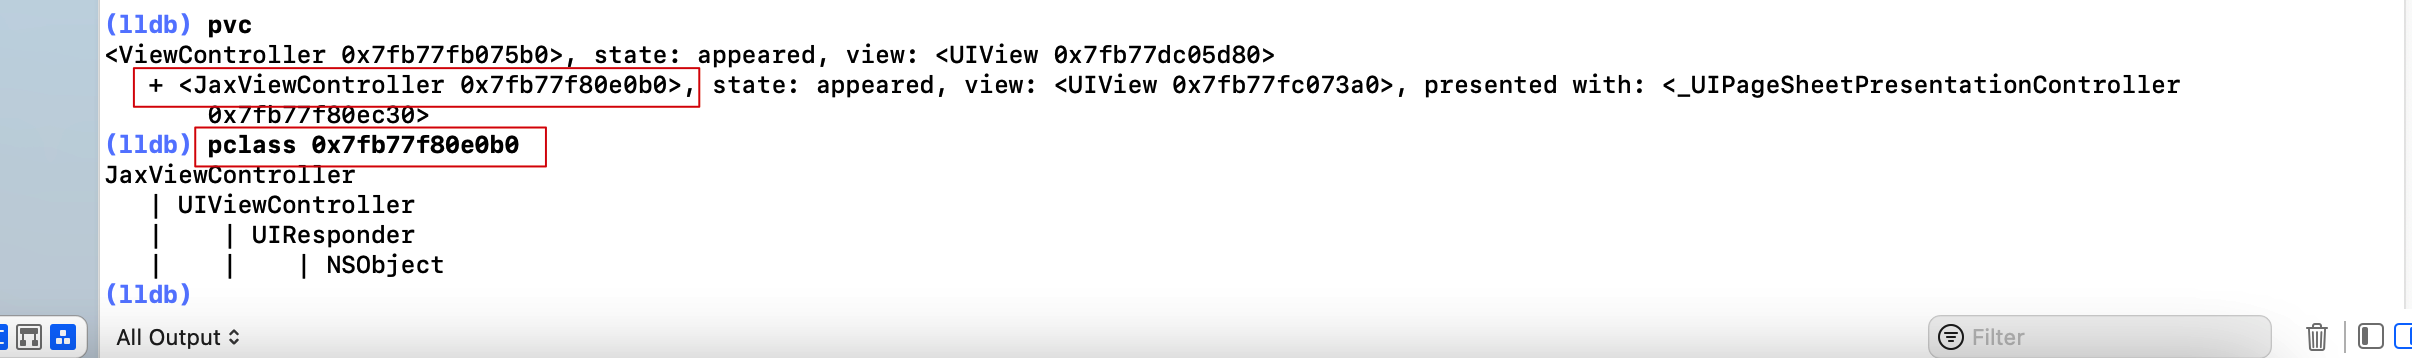 (lldb) pvc
<ViewController 0x7fb77fb075b0>, state: appeared, view: <UIView 0x7fb77dc05d80>
   + <JaxViewController 0x7fb77f80e0b0>, state: appeared, view: <UIView 0x7fb77fc073a0>, presented with: <_UIPageSheetPresentationController
       0x7fb77f80ec30>
(lldb) pclass 0x7fb77f80e0b0
JaxViewController
   | UIViewController
   |    | UIResponder
   |    |    | NSObject
(lldb)
All Output
Filter